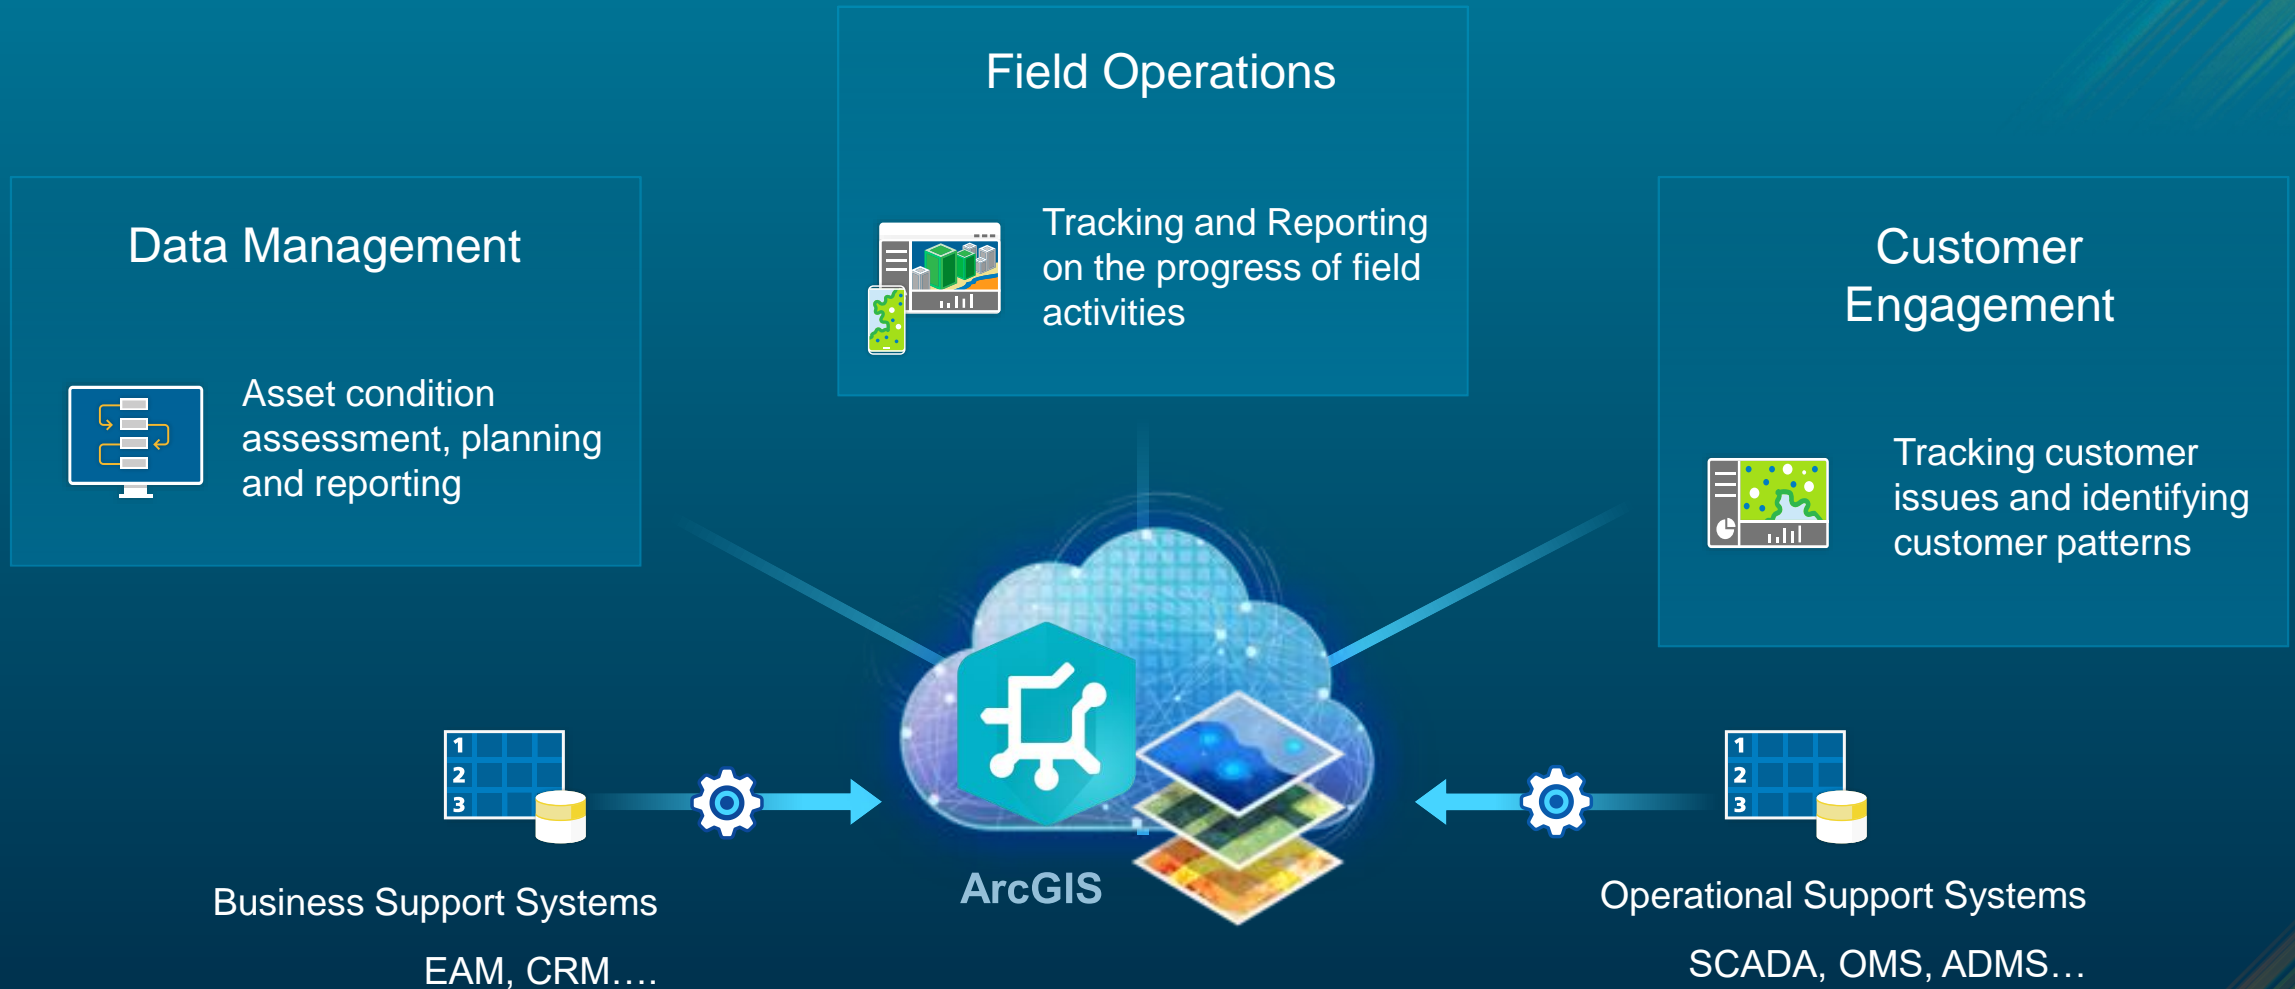 Field Operations
Tracking and Reporting
on the progress of field
activities
Data Management
Asset condition
assessment, planning
and reporting
Customer
Engagement
Tracking customer
issues and identifying
customer patterns
1
2
3
Business Support Systems
EAM, CRM….
ArcGIS
1
2
3
Operational Support Systems
SCADA, OMS, ADMS…